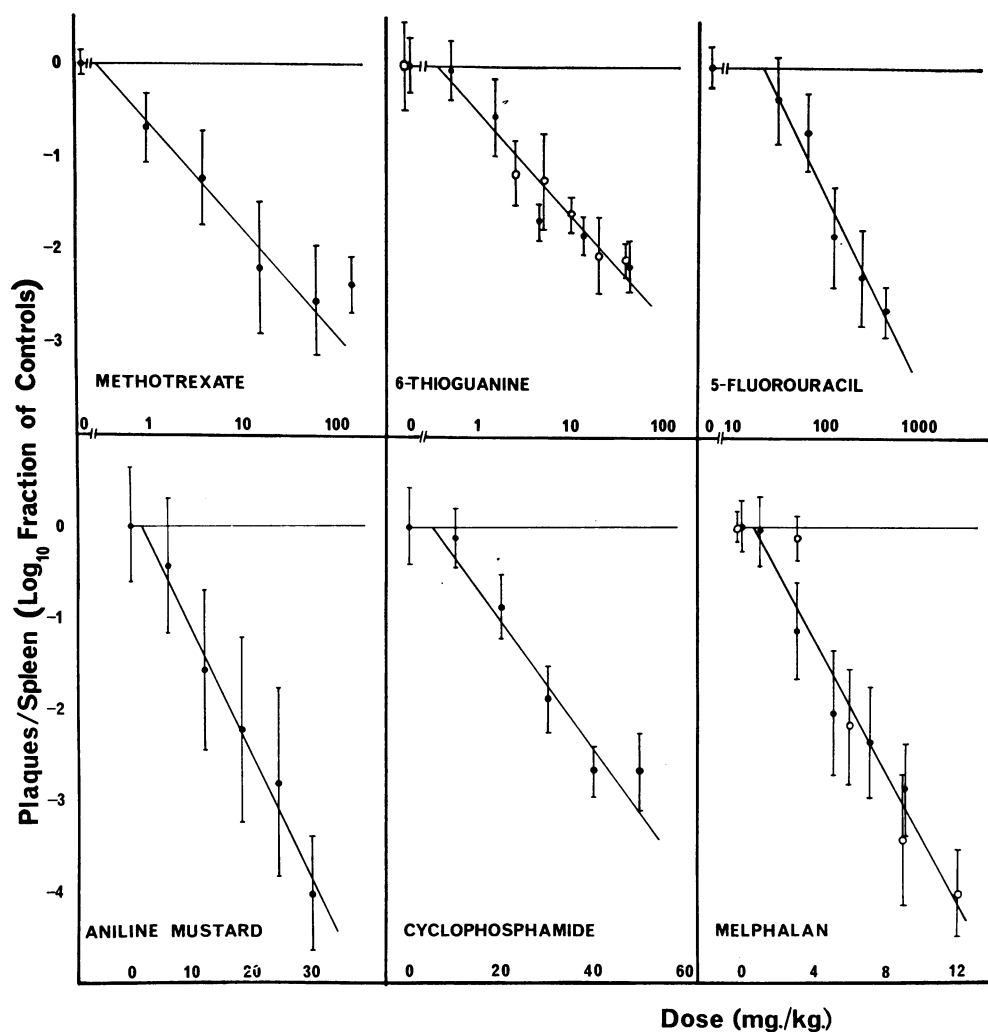 Plaques/Spleen (Log10 Fraction of Controls)
0
-1
-2
-3
METHOTREXATE
6-THIOGUANINE
5-FLUOROURACIL
0 1 10 100
0 1 10 100
0 10 100 1000
0
-1
-2
-3
-4
ANILINE MUSTARD
CYCLOPHOSPHAMIDE
MELPHALAN
0 10 20 30
0 20 40 60
0 4 8 12
Dose (mg./kg.)